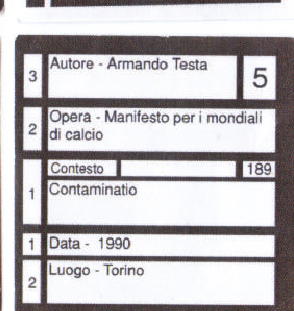 3 Autore - Armando Testa 5
2 Opera - Manifesto per i mondiali
di calcio
Contesto 189
1 Contaminatio
1 Data - 1990
2 Luogo - Torino